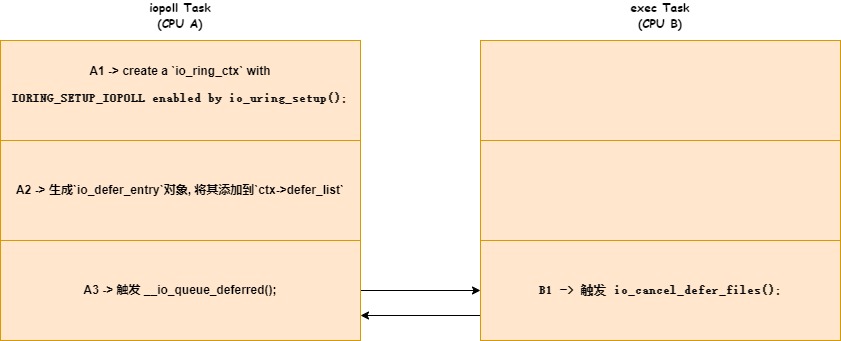 iopoll Task
(CPU A)
exec Task
(CPU B)
A1 -> create a `io_ring_ctx` with
IORING_SETUP_IOPOLL enabled by io_uring_setup();
A2 -> 生成`io_defer_entry`对象, 将其添加到`ctx->defer_list`
A3 -> 触发 __io_queue_deferred();
B1 -> 触发 io_cancel_defer_files();